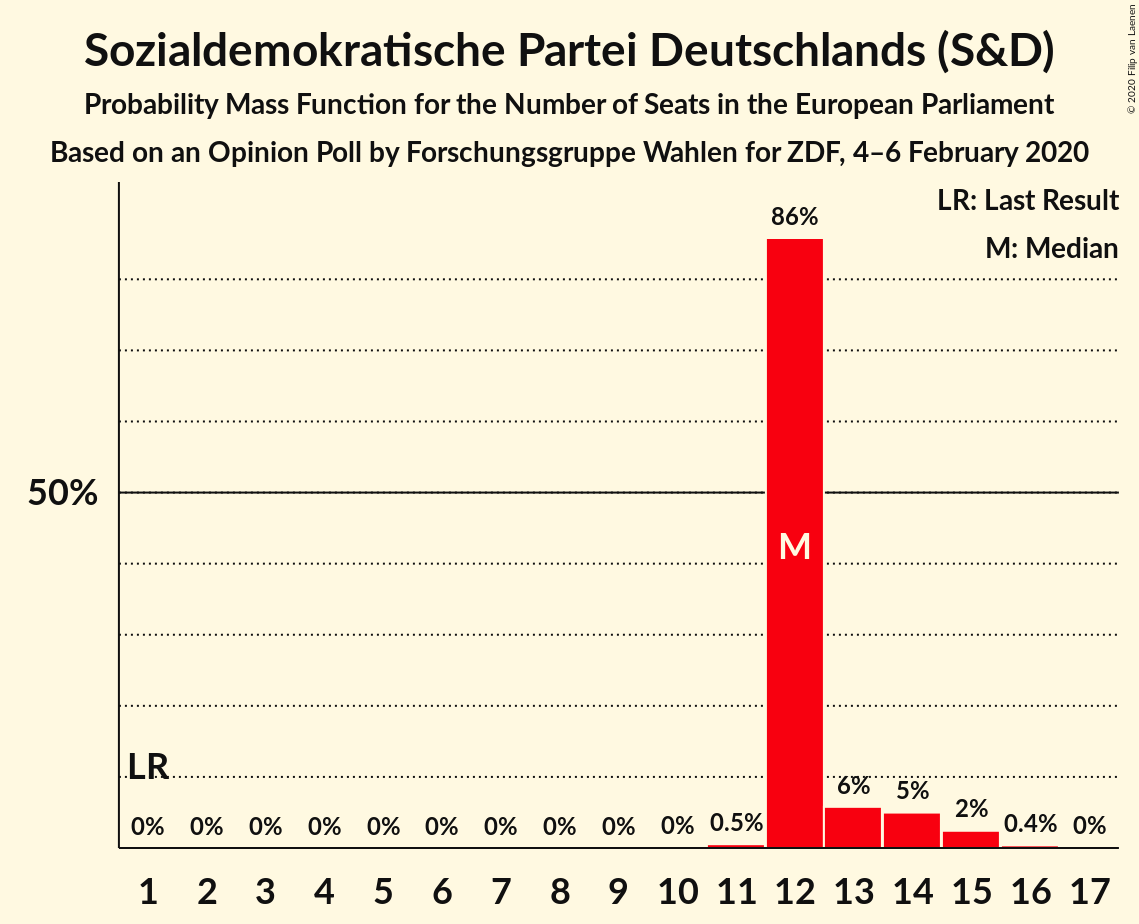 Sozialdemokratische Partei Deutschlands (S&D)
Probability Mass Function for the Number of Seats in the European Parliament
Based on an Opinion Poll by Forschungsgruppe Wahlen for ZDF, 4–6 February 2020
© 2020 Filip van Laenen
LR: Last Result
M: Median
86%
50%
M
LR
0% 0% 0% 0% 0% 0% 0% 0% 0% 0% 0.5% 6% 5% 2% 0.4% 0%
1 2 3 4 5 6 7 8 9 10 11 12 13 14 15 16 17